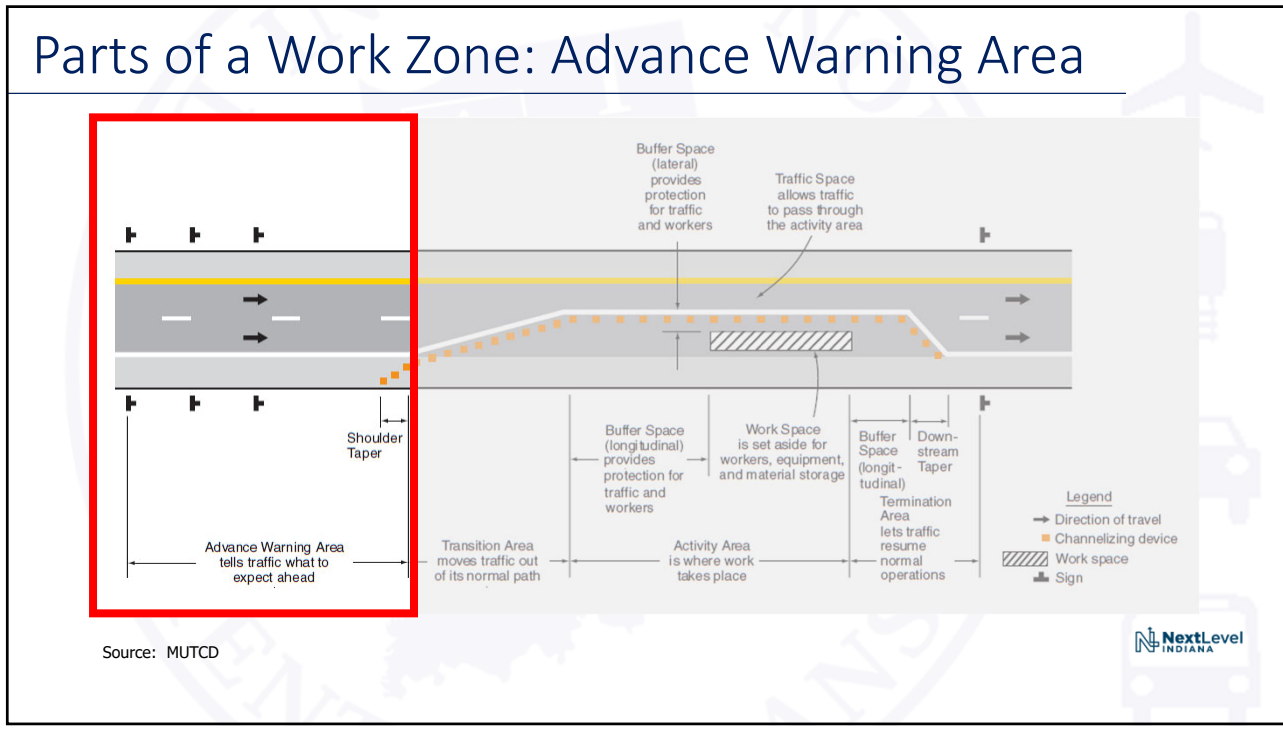 Parts of a Work Zone: Advance Warning Area
Buffer Space
(lateral)
provides
protection
for traffic
and workers
Traffic Space
allows traffic
to pass through
the activity area
Shoulder
Taper
Buffer Space
(longitudinal)
provides
protection for
traffic and
workers
Work Space
is set aside for
workers, equipment,
and material storage
Buffer
Space
(longit-
tudinal)
Down-
stream
Taper
Advance Warning Area
tells traffic what to
expect ahead
Transition Area
moves traffic out
of its normal path
Activity Area
is where work
takes place
Termination
Area
lets traffic
resume
normal
operations
Legend
Direction of travel
Channelizing device
Work space
Sign
Source: MUTCD
NextLevel
INDIANA